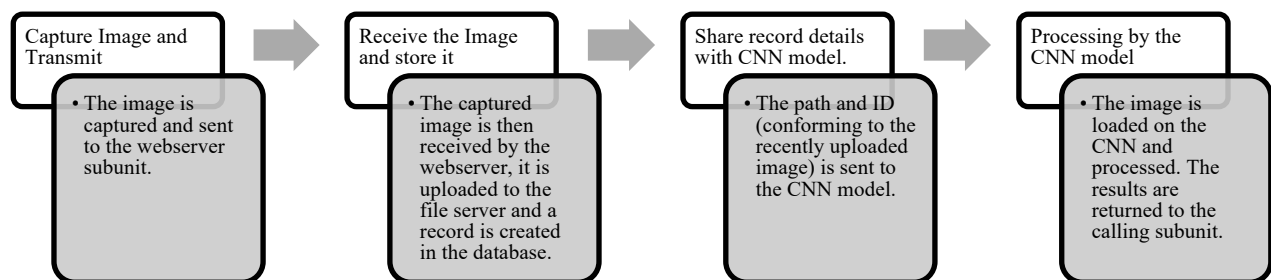 Capture Image and
Transmit
• The image is
captured and sent
to the webserver
subunit.
Receive the Image
and store it
• The captured
image is then
received by the
webserver, it is
uploaded to the
file server and a
record is created
in the database.
Share record details
with CNN model.
• The path and ID
(conforming to the
recently uploaded
image) is sent to
the CNN model.
Processing by the
CNN model
• The image is
loaded on the
CNN and
processed. The
results are
returned to the
calling subunit.